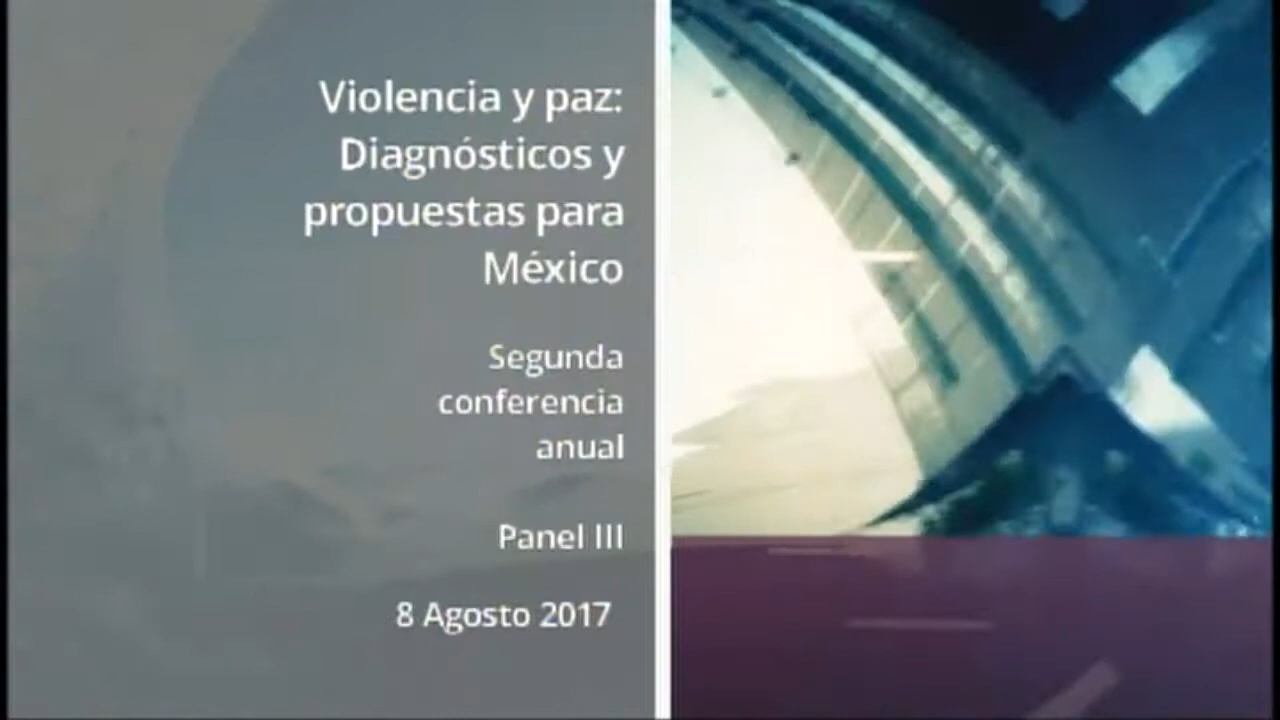 Violencia y paz:
Diagnósticos y
propuestas para
México
Segunda
conferencia
anual
Panel III
8 Agosto 2017